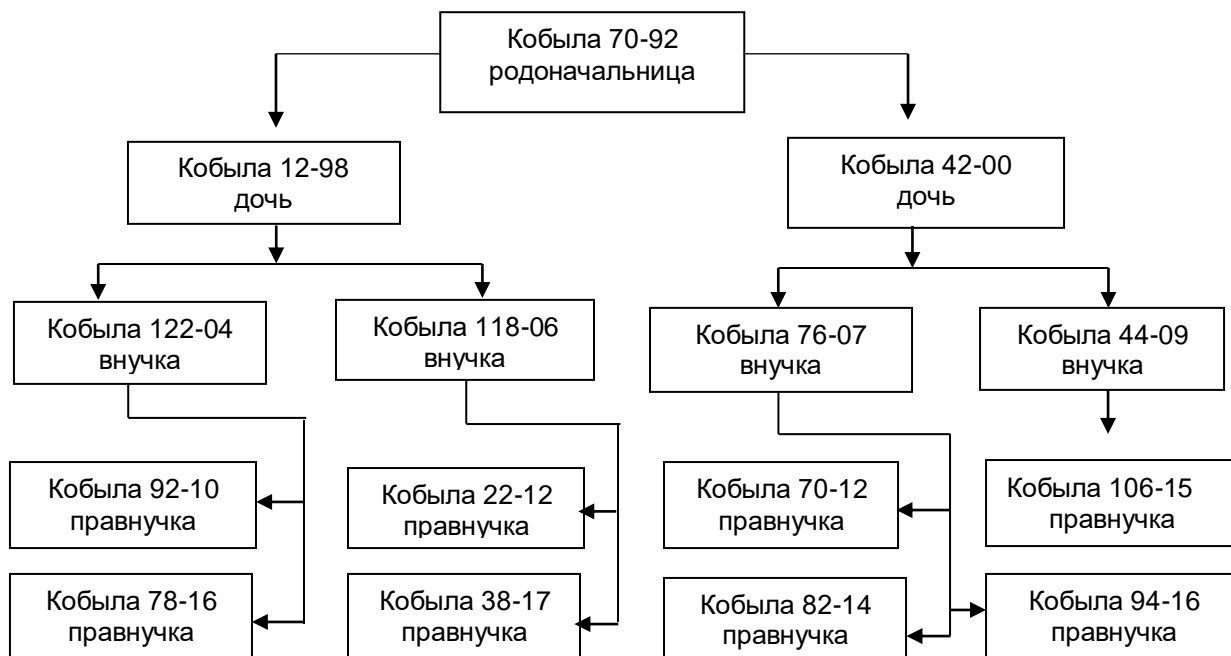 Кобыла 70-92
родоначальница
Кобыла 12-98
дочь
Кобыла 42-00
дочь
Кобыла 122-04
внучка
Кобыла 118-06
внучка
Кобыла 76-07
внучка
Кобыла 44-09
внучка
Кобыла 92-10
правнучка
Кобыла 22-12
правнучка
Кобыла 70-12
правнучка
Кобыла 106-15
правнучка
Кобыла 78-16
правнучка
Кобыла 38-17
правнучка
Кобыла 82-14
правнучка
Кобыла 94-16
правнучка